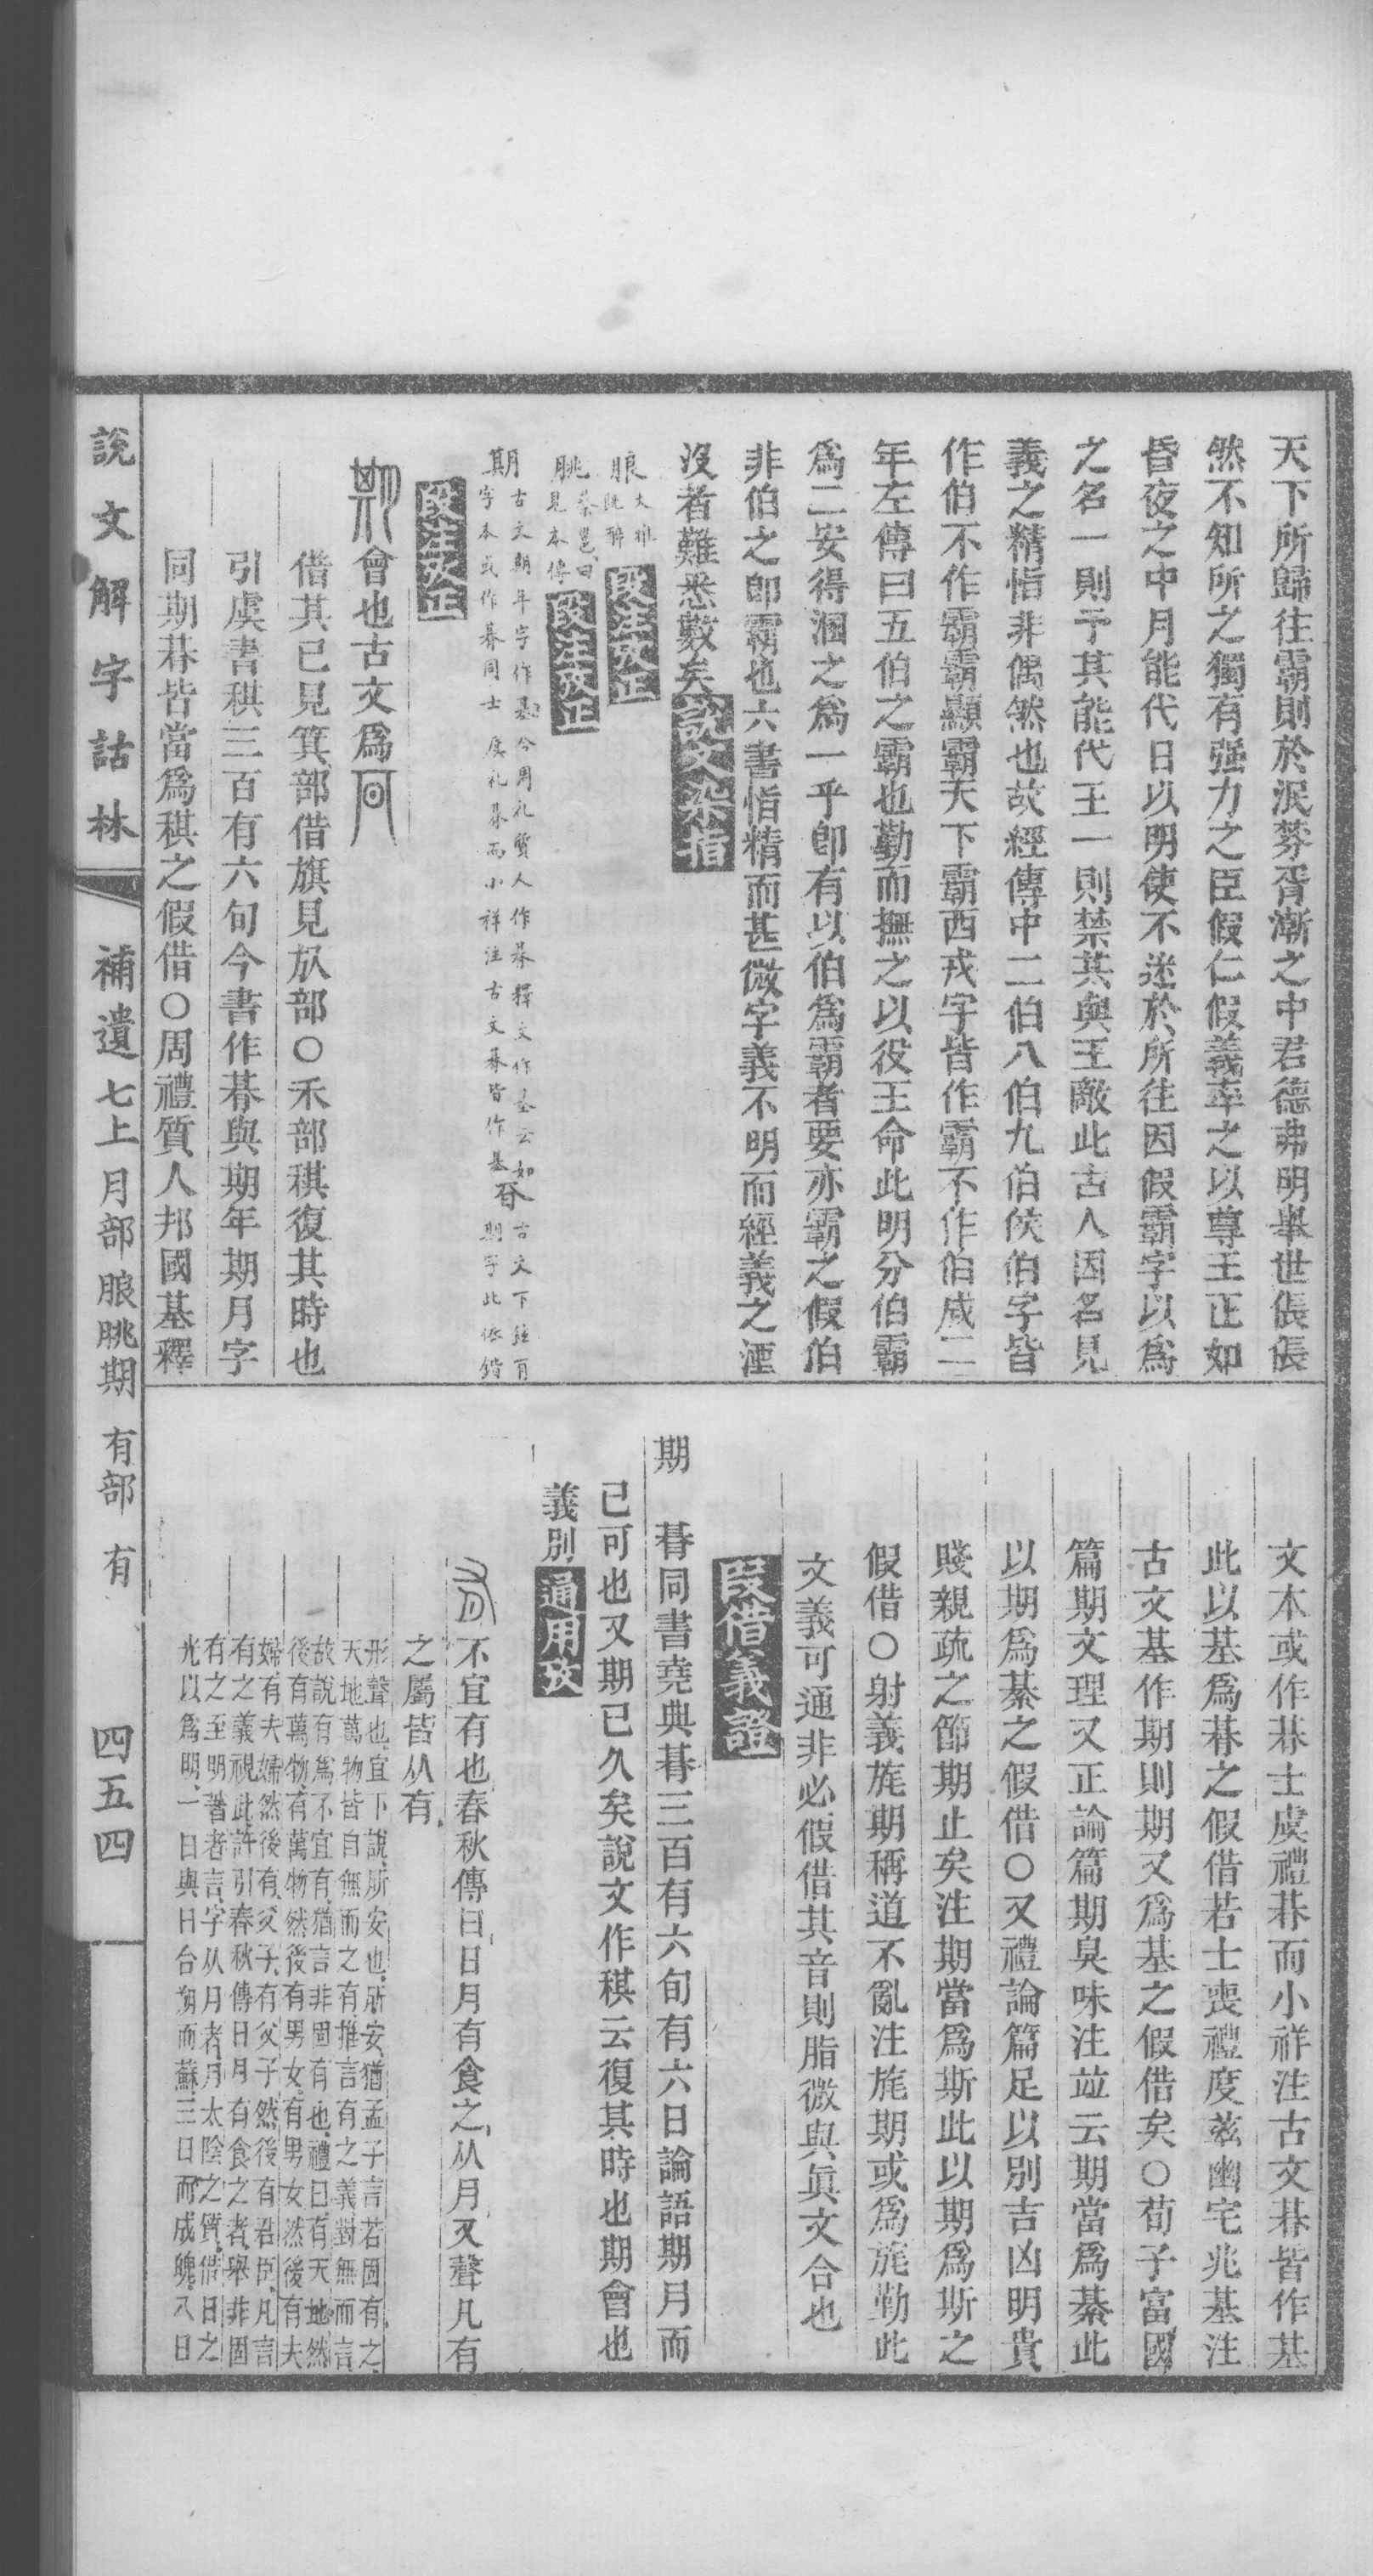 天下所歸往霸則於泯棼胥漸之中君德弗明舉世倀倀
然不知所之獨有强力之臣假仁假義率之以尊王正如
昏夜之中月能代日以明使不迷於所往因假霸字以爲
之名一則予其能代王一則禁其與王敵此古人因名見
義之精恉非偶然也故經傳中二伯八伯九伯侯伯字皆
作伯不作霸霸顯霸天下霸西戎字皆作霸不作伯成二
年左傳曰五伯之霸也勤而撫之以役王命此明分伯霸
爲二安得溷之爲一乎卽有以伯爲霸者要亦霸之假伯
非伯之卽霸也六書恉精而甚微字義不明而經義之湮
沒者難悉數矣說文染指
朖大雅旣醉段注攷正
朓蔡邕曰見本傳段注攷正
期古文期年字作朞今周礼質人作朞釋文作基云如
字本或作朞同士虞礼朞而小祥注古文朞皆作基
古文下駐肓期字此依錯
段注攷正
會也古文爲
借其已見箕部借旗見㫃部○禾部稘復其時也
引虞書稘三百有六旬今書作朞與期年期月字
同期朞皆當爲稘之假借○周禮質人邦國基釋
文本或作朞士虞禮朞而小祥注古文朞皆作基
此以基爲朞之假借若士喪禮度茲幽宅兆基注
古文基作期則期又爲基之假借矣○荀子富國
篇期文理又正論篇期臭味注竝云期當爲綦此
以期爲綦之假借○又禮論篇足以別吉凶明貴
賤親疏之節期止矣注期當爲斯此以期爲斯之
假借○射義旄期稱道不亂注旄期或爲旄勤此
文義可通非必假借其音則脂微與眞文合也
段借義證
期 朞同書堯典朞三百有六旬有六日論語期月而
已可也又期已久矣說文作稘云復其時也期會也
義別通用攷
不宜有也春秋傳曰日月有食之从月又聲凡有
之屬皆从有
形聲也宜下說所安也所安猶孟子言若固有之
天地萬物皆自無而之有推言有之義對無而言
故說有爲不宜有猶言非固有也禮曰有天地然
後有萬物有萬物然後有男女有男女然後有夫
婦有夫婦然後有父子有父子然後有君臣凡言
有之義視此許引春秋傳日月有食之者舉非固
有之至明著者言字从月者月太陰之質借日之
光以爲明一日與日合朔而蘇三日而成魄八日
說文解字詁林
補遺七上 月部 朖 朓 期 有部 有
四五四